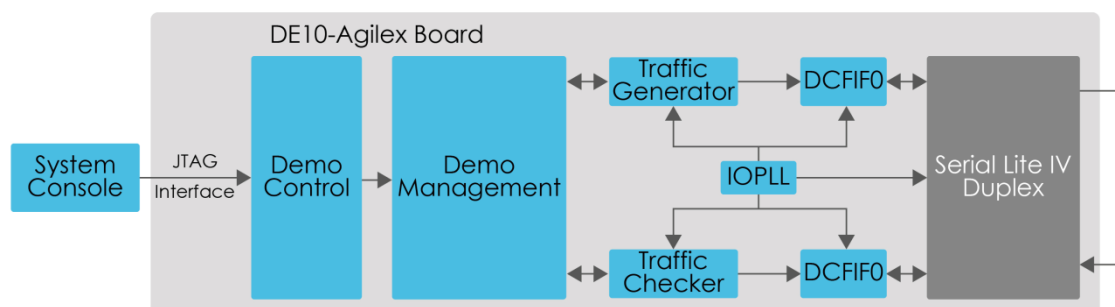 DE10-Agilex Board
System
Console
JTAG
Interface
Demo
Control
Demo
Management
Traffic
Generator
DCFIF0
IOPLL
Traffic
Checker
DCFIF0
Serial Lite IV
Duplex